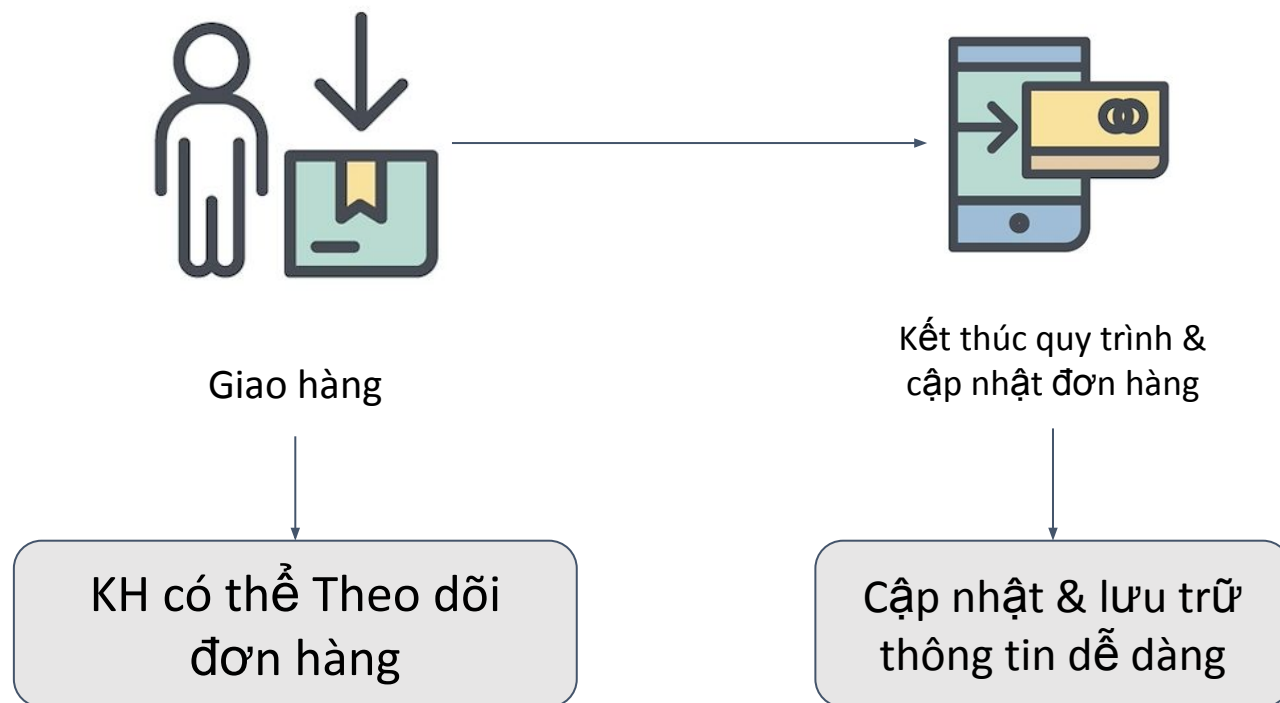 Giao hàng
Kết thúc quy trình &
cập nhật đơn hàng
KH có thể Theo dõi
đơn hàng
Cập nhật & lưu trữ
thông tin dễ dàng